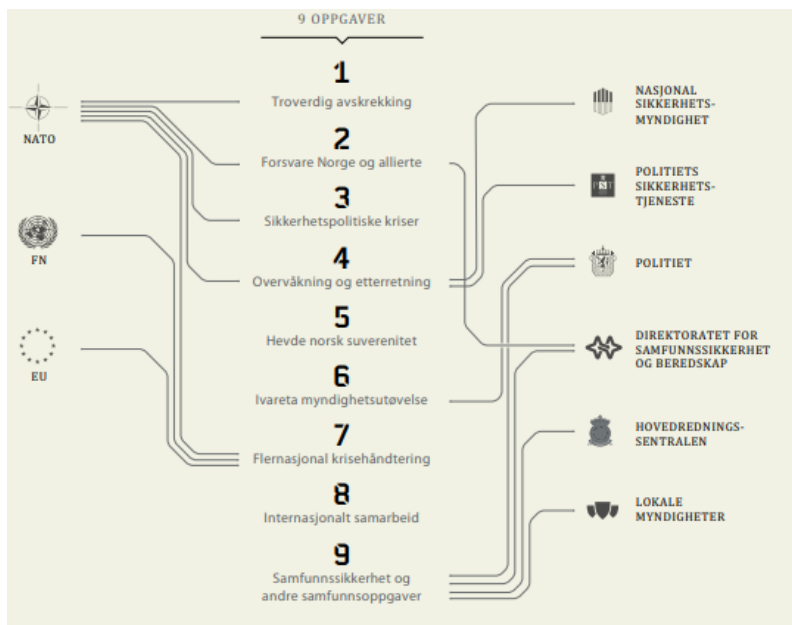 9 OPPGAVER
1
Troverdig avskrekking
2
Forsvare Norge og allierte
3
Sikkerhetspolitiske kriser
4
Overvåkning og etterretning
5
Hevde norsk suverenitet
6
Ivareta myndighetsutøvelse
7
Flernasjonal krisehåndtering
8
Internasjonalt samarbeid
9
Samfunnssikkerhet og
andre samfunnsoppgaver
NATO
FN
EU
NASJONAL
SIKKERHETS-
MYNDIGHET
PST
POLITIETS
SIKKERHETS-
TJENESTE
POLITIET
DIREKTORATET FOR
SAMFUNNSSIKKERHET
OG BEREDSKAP
HOVEDREDNINGS-
SENTRALEN
LOKALE
MYNDIGHETER